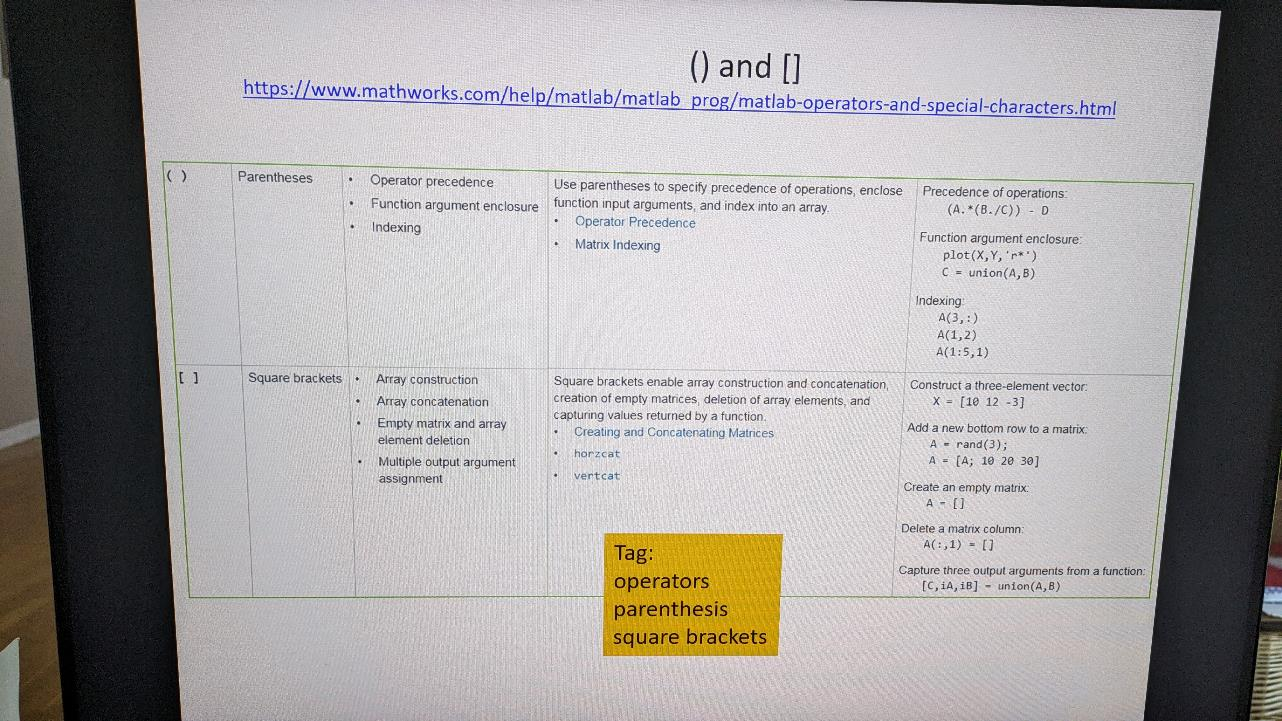 () and []
https://www.mathworks.com/help/matlab/matlab_prog/matlab-operators-and-special-characters.html
( )
Parentheses
• Operator precedence
• Function argument enclosure
• Indexing
Use parentheses to specify precedence of operations, enclose
function input arguments, and index into an array.
• Operator Precedence
• Matrix Indexing
Precedence of operations:
(A.*(B./C)) - D
Function argument enclosure:
plot(X,Y,'r*')
C = union(A,B)
Indexing:
A(3,:)
A(1,2)
A(1:5,1)
[ ]
Square brackets
• Array construction
• Array concatenation
• Empty matrix and array
element deletion
• Multiple output argument
assignment
Square brackets enable array construction and concatenation,
creation of empty matrices, deletion of array elements, and
capturing values returned by a function.
• Creating and Concatenating Matrices
• horzcat
• vertcat
Construct a three-element vector:
X = [10 12 -3]
Add a new bottom row to a matrix:
A = rand(3);
A = [A; 10 20 30]
Create an empty matrix:
A = []
Delete a matrix column:
A(:,1) = []
Capture three output arguments from a function:
[C,iA,iB] = union(A,B)
Tag:
operators
parenthesis
square brackets